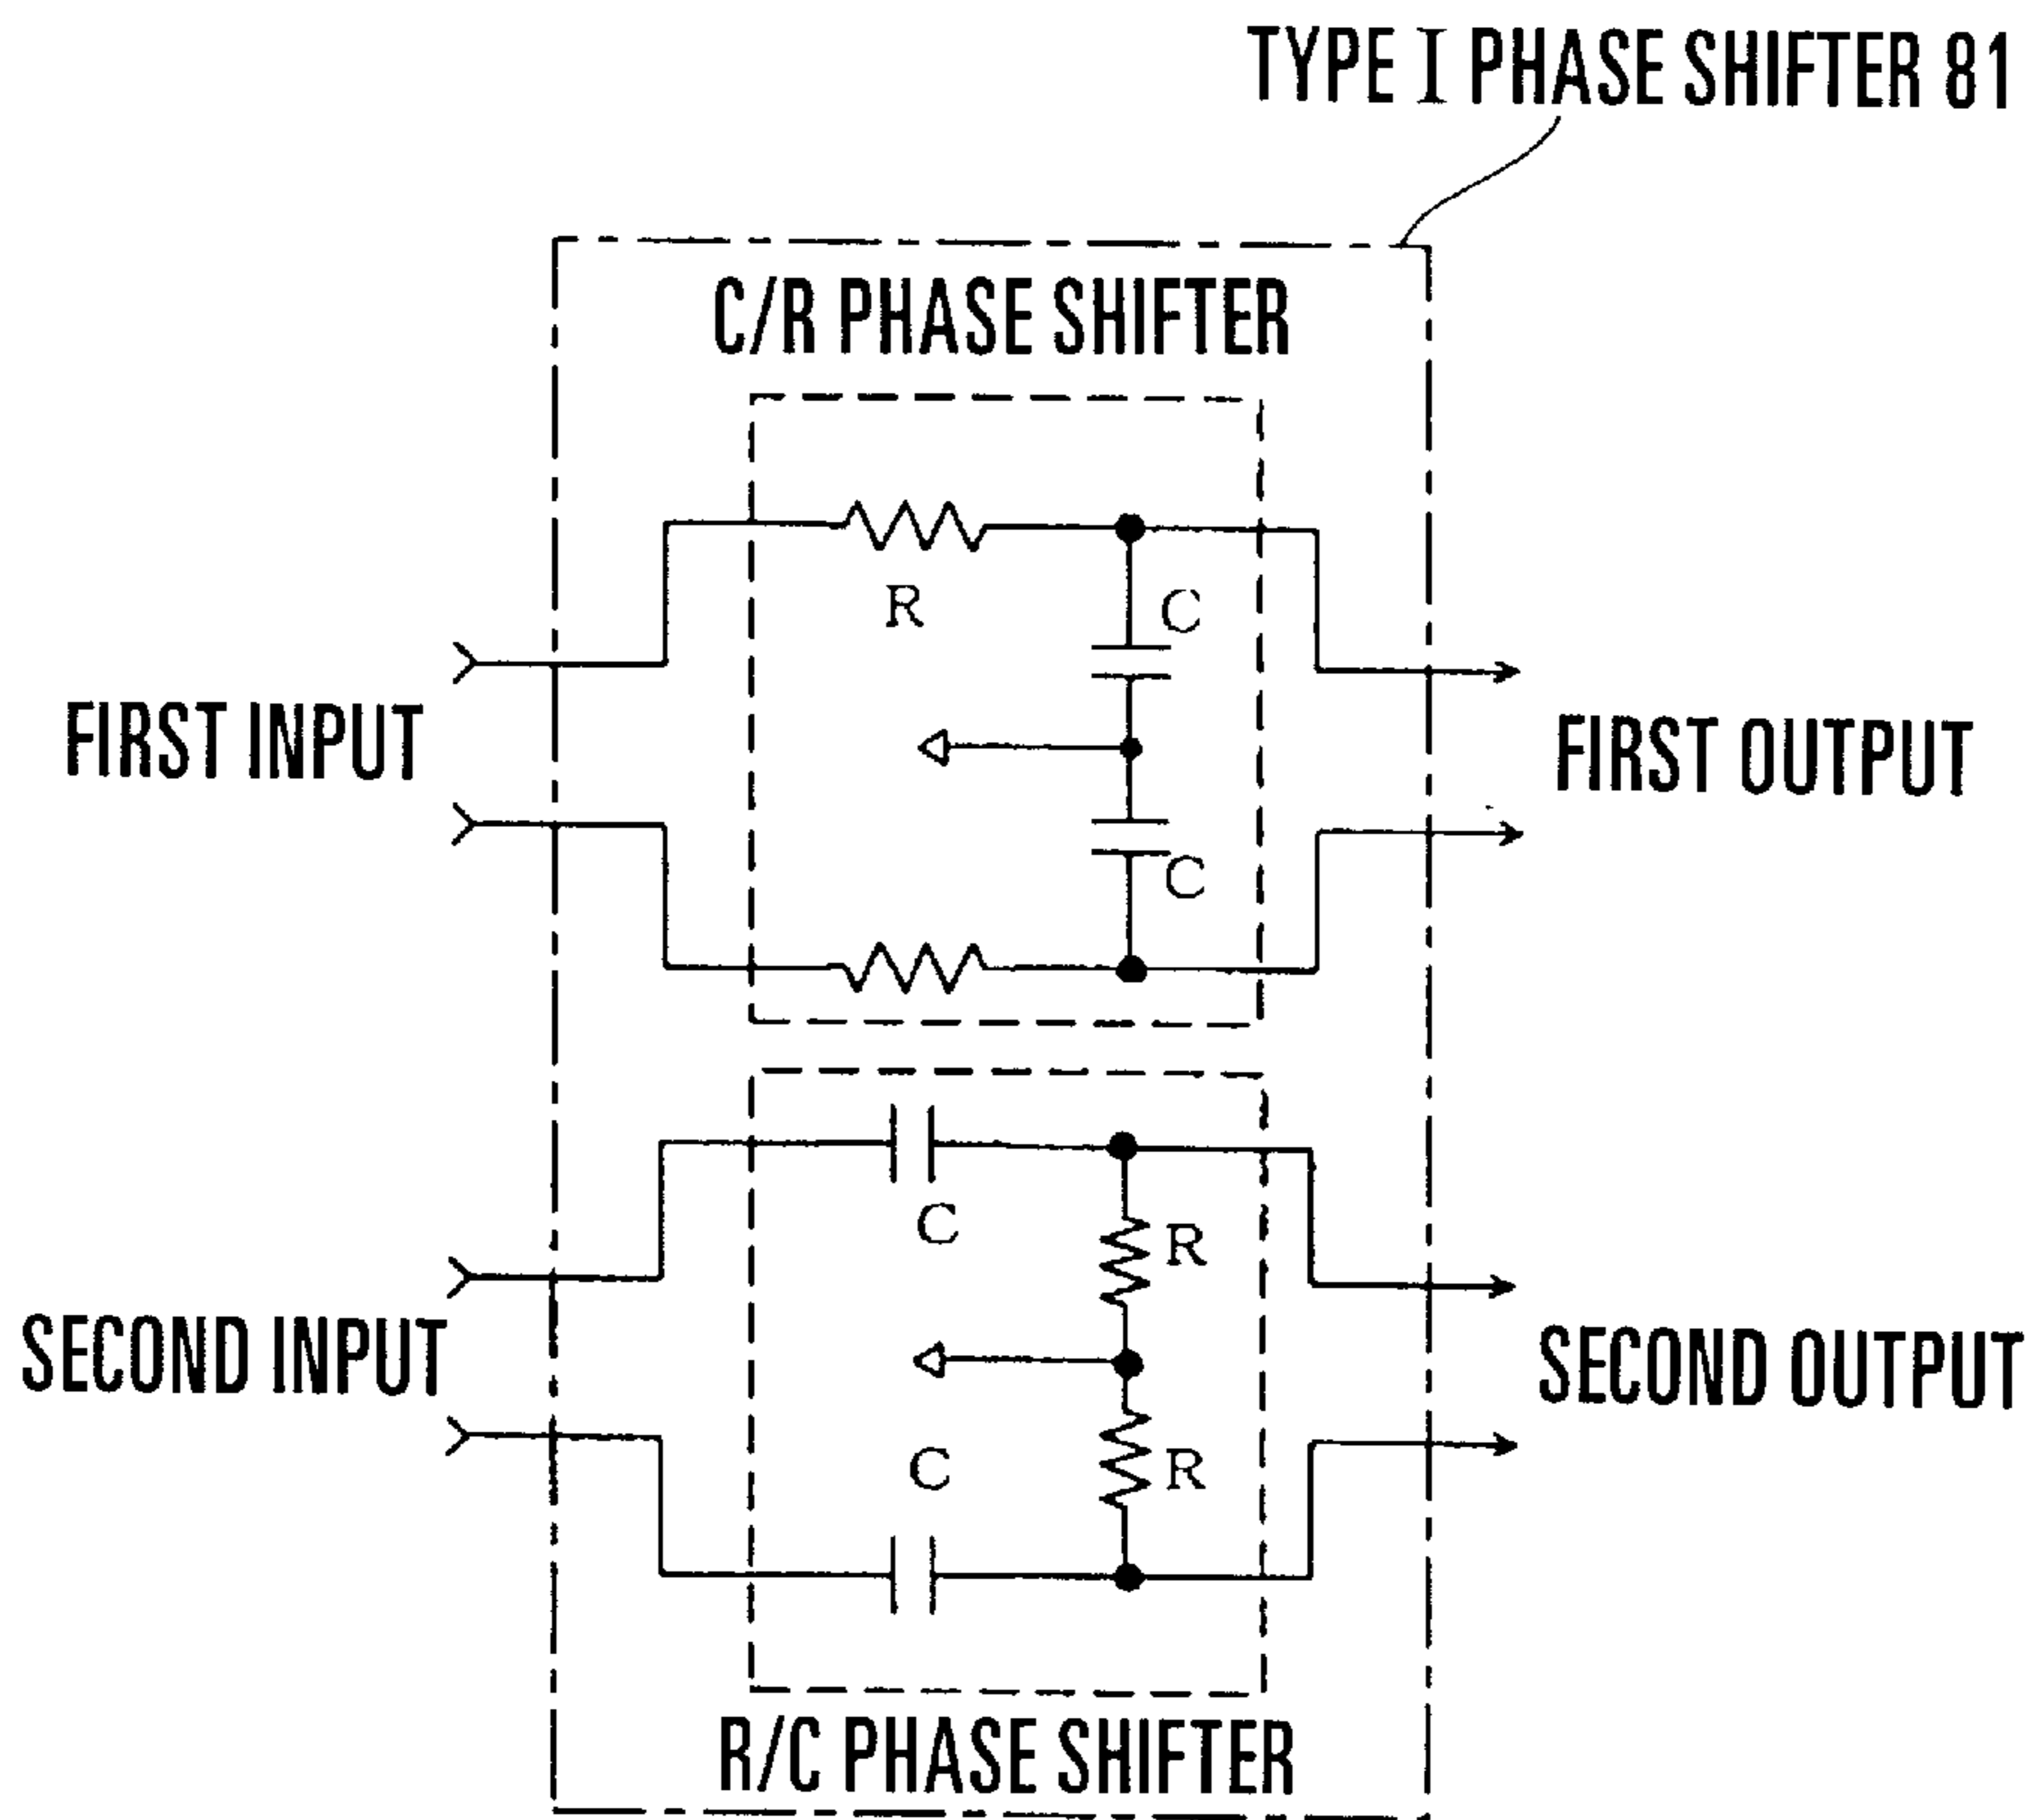 TYPE I PHASE SHIFTER 81
C/R PHASE SHIFTER
R
C
FIRST INPUT
FIRST OUTPUT
C
C
R
SECOND INPUT
SECOND OUTPUT
C
R
R/C PHASE SHIFTER